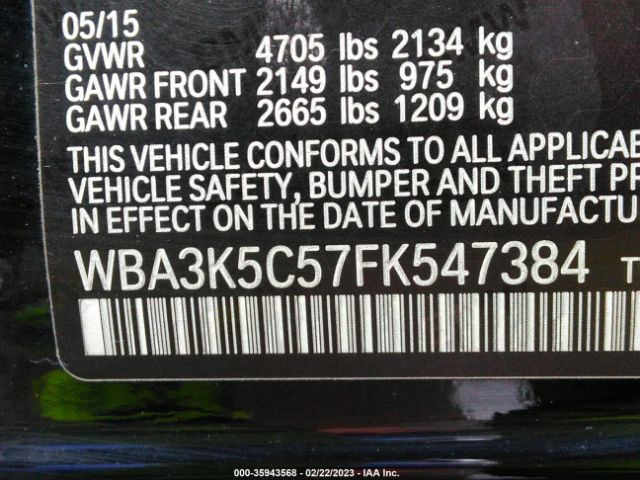 05/15
GVWR 4705 lbs 2134 kg
GAWR FRONT 2149 lbs 975 kg
GAWR REAR 2665 lbs 1209 kg
THIS VEHICLE CONFORMS TO ALL APPLICAB
VEHICLE SAFETY, BUMPER AND THEFT PR
IN EFFECT ON THE DATE OF MANUFACTU
WBA3K5C57FK547384 T
000-35943568 - 02/22/2023 - IAA Inc.